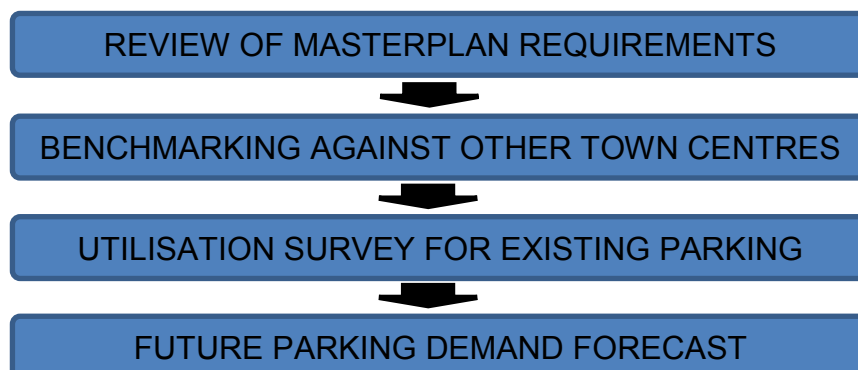 REVIEW OF MASTERPLAN REQUIREMENTS
BENCHMARKING AGAINST OTHER TOWN CENTRES
UTILISATION SURVEY FOR EXISTING PARKING
FUTURE PARKING DEMAND FORECAST